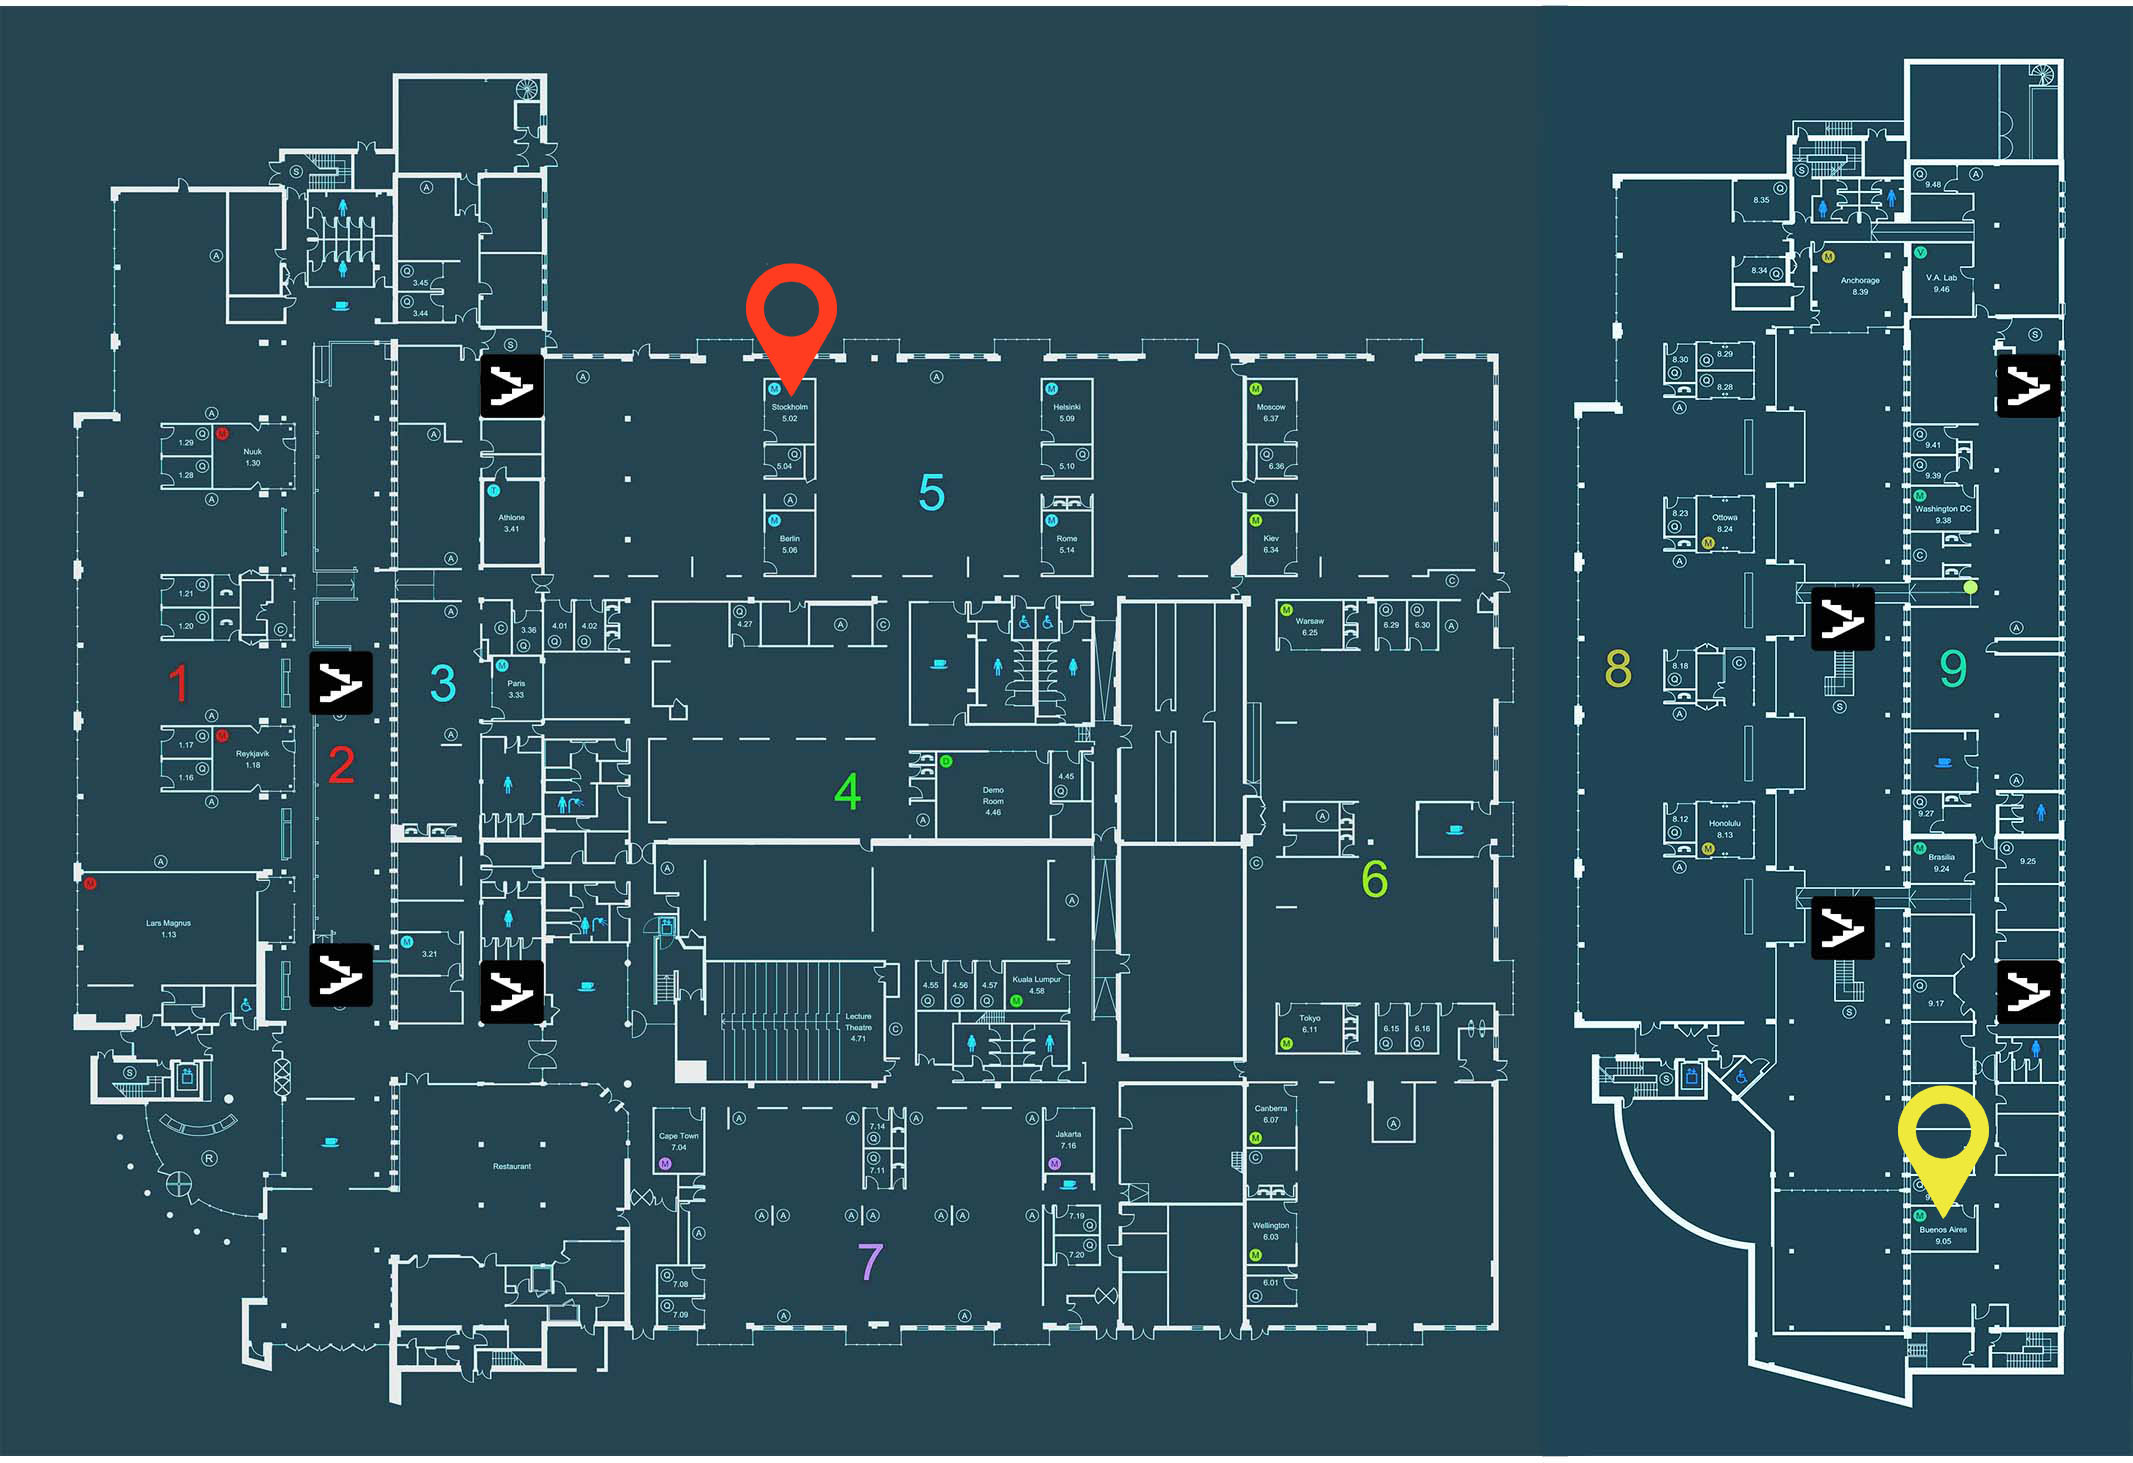 S
A
A
Q
3.45
Q
3.44
S
A
A
A
M
Stockholm
5.02
Q
5.04
A
M
Berlin
5.06
5
M
Helsinki
5.09
Q
5.10
M
Rome
5.14
M
Moscow
6.37
Q
6.36
A
M
Kiev
6.34
C
A
1.29
Q
M
Nuuk
1.30
1.28
Q
A
A
T
Athlone
3.41
A
1.21
Q
1.20
Q
C
1
A
1.17
Q
M
Reykjavik
1.18
1.16
Q
A
2
A
3
A
C
3.36
Q
4.01
Q
4.02
Q
M
Paris
3.33
Q
4.27
A
C
4
D
Demo
Room
4.46
4.45
Q
A
M
Warsaw
6.25
Q
6.29
Q
6.30
A
A
C
6
A
M
Lars Magnus
1.13
M
3.21
A
A
Lecture
Theatre
4.71
C
4.55
Q
4.56
Q
4.57
Q
Kuala Lumpur
4.58
M
Tokyo
6.11
M
6.15
Q
6.16
Q
S
R
Restaurant
Cape Town
7.04
M
A
A
7.14
Q
Q
7.11
A
A
Jakarta
7.16
M
A
A
A
A
A
A
A
A
7.19
Q
7.20
Q
7
Q
7.08
Q
7.09
A
A
Canberra
6.07
M
C
Wellington
6.03
M
6.01
Q
A
S
8.35
Q
8.34
Q
M
Anchorage
8.39
Q
9.48
A
V
V.A. Lab
9.46
S
8.30
Q
Q
8.29
Q
8.28
A
Q
9.41
Q
9.39
M
Washington DC
9.38
C
8.23
Q
Ottowa
8.24
M
A
A
8
8.18
Q
C
A
S
9
A
8.12
Q
Honolulu
8.13
M
A
Q
9.27
M
Brasilia
9.24
Q
9.25
Q
9.17
S
S
Q
M
Buenos Aires
9.05